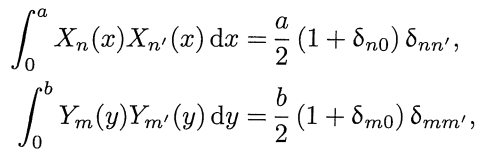 ∫₀ᵃ Xₙ(x)Xₙ′(x) dx = a/2 (1 + δₙ₀) δₙₙ′,
∫₀ᵇ Yₘ(y)Yₘ′(y) dy = b/2 (1 + δₘ₀) δₘₘ′,